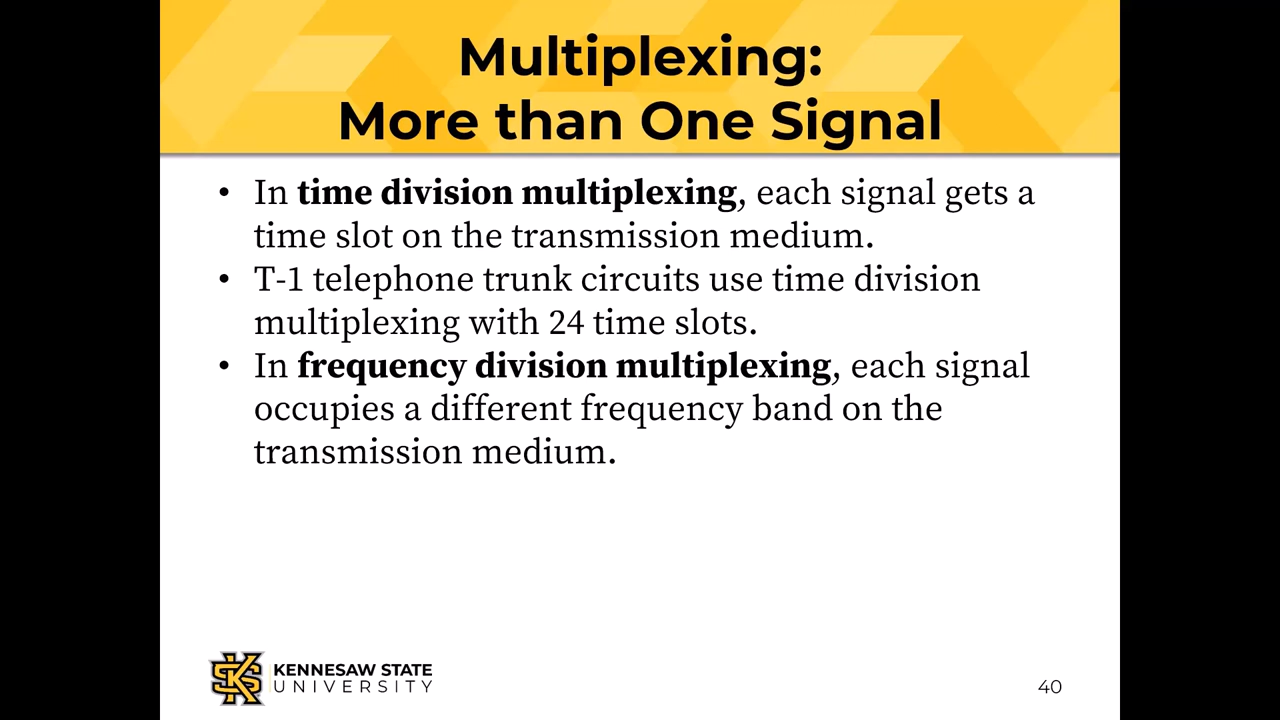 Multiplexing:
More than One Signal
• In time division multiplexing, each signal gets a
time slot on the transmission medium.
• T-1 telephone trunk circuits use time division
multiplexing with 24 time slots.
• In frequency division multiplexing, each signal
occupies a different frequency band on the
transmission medium.
KENNESAW STATE
UNIVERSITY
40